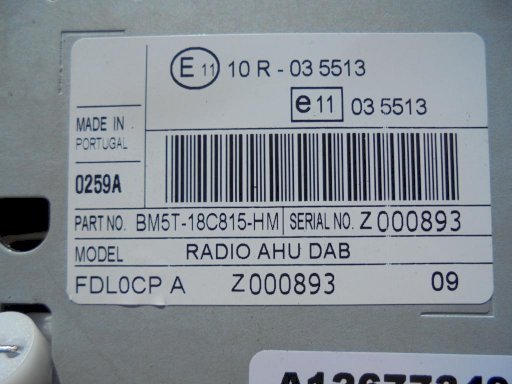 E 11 10 R - 03 5513
e 11 03 5513
MADE IN
PORTUGAL
0259A
PART NO. BM5T-18C815-HM SERIAL NO. Z000893
MODEL RADIO AHU DAB
FDL0CP A Z000893 09